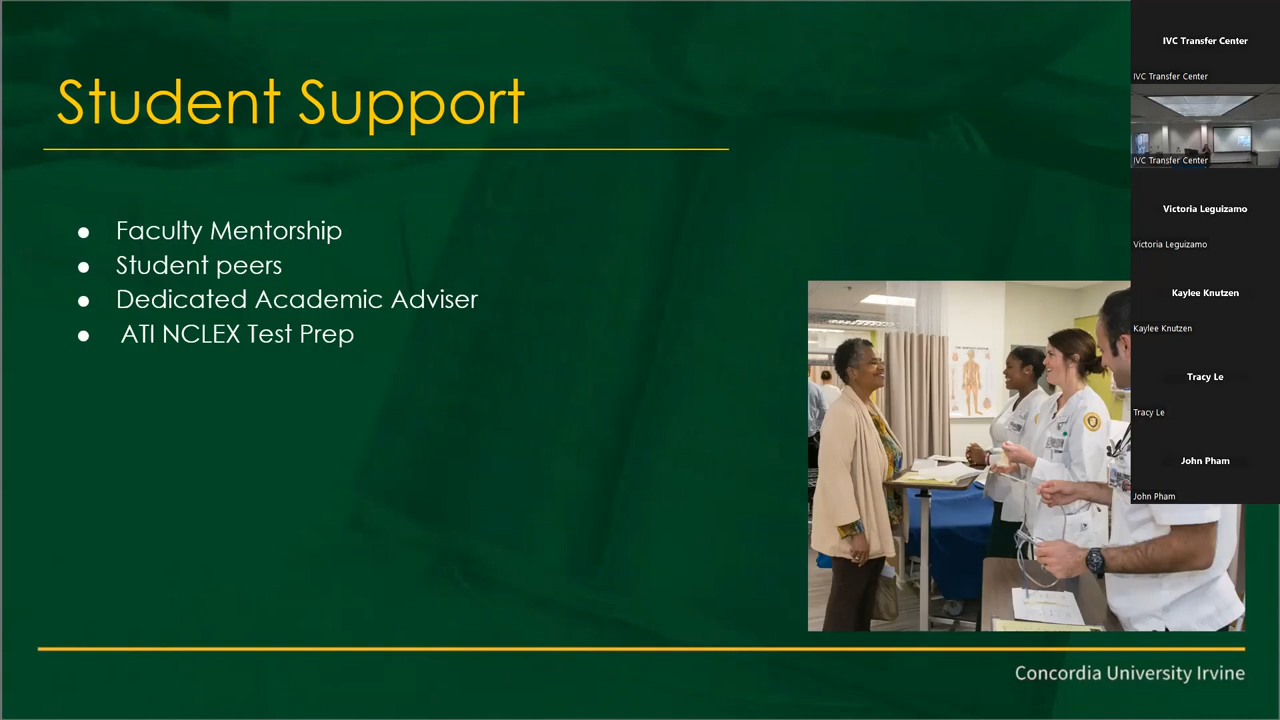 Student Support
● Faculty Mentorship
● Student peers
● Dedicated Academic Adviser
● ATI NCLEX Test Prep
Concordia University Irvine
IVC Transfer Center
IVC Transfer Center
IVC Transfer Center
Victoria Leguizamo
Victoria Leguizamo
Kaylee Knutzen
Kaylee Knutzen
Tracy Le
Tracy Le
John Pham
John Pham